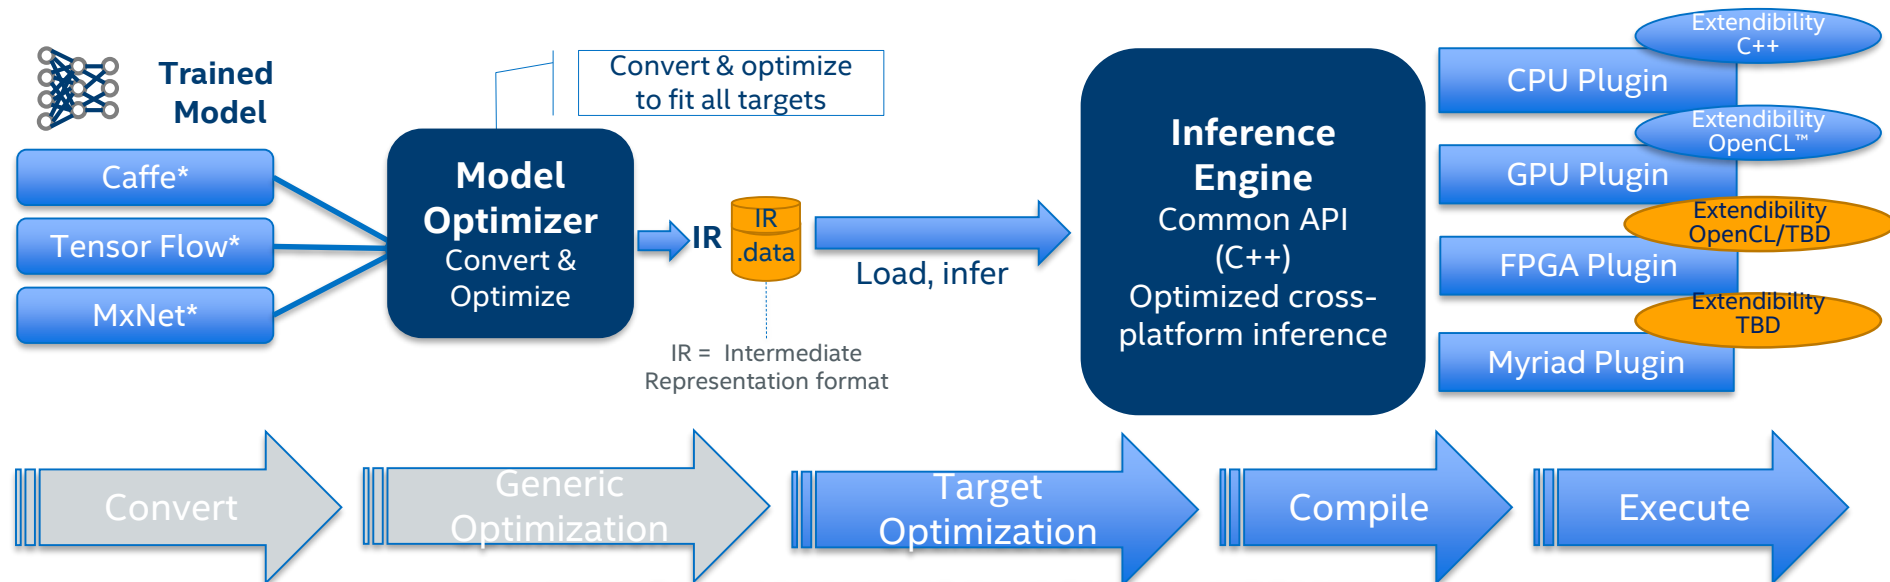 Trained
Model
Caffe*
Tensor Flow*
MxNet*
Convert & optimize
to fit all targets
Model
Optimizer
Convert &
Optimize
IR
IR
.data
IR = Intermediate
Representation format
Load, infer
Inference
Engine
Common API
(C++)
Optimized cross-
platform inference
Extendibility
C++
CPU Plugin
Extendibility
OpenCL™
GPU Plugin
Extendibility
OpenCL/TBD
FPGA Plugin
Extendibility
TBD
Myriad Plugin
Convert
Generic
Optimization
Target
Optimization
Compile
Execute